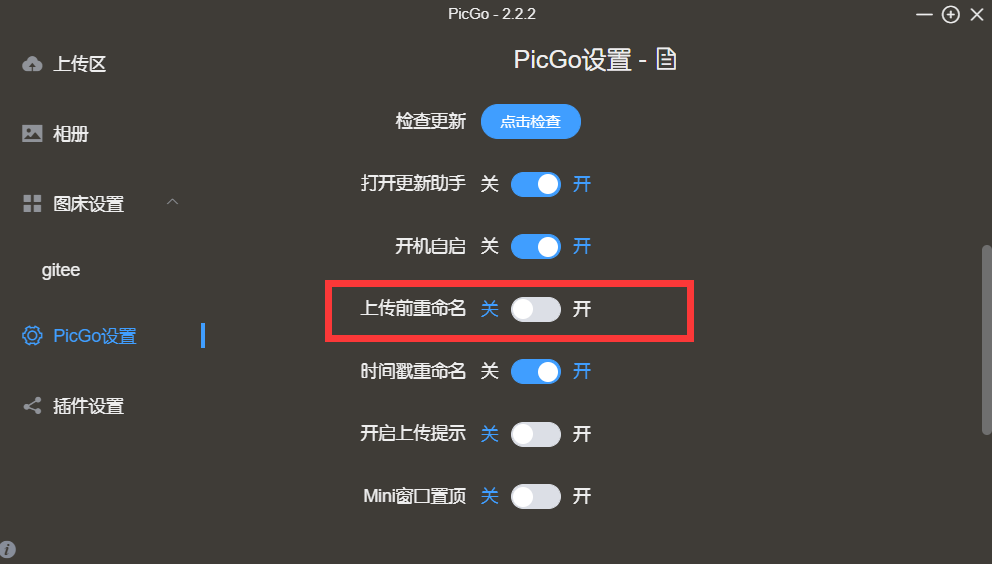 PicGo - 2.2.2
上传区
相册
图床设置
gitee
PicGo设置
插件设置
PicGo设置 -
检查更新 点击检查
打开更新助手 关 开
开机自启 关 开
上传前重命名 关 开
时间戳重命名 关 开
开启上传提示 关 开
Mini窗口置顶 关 开